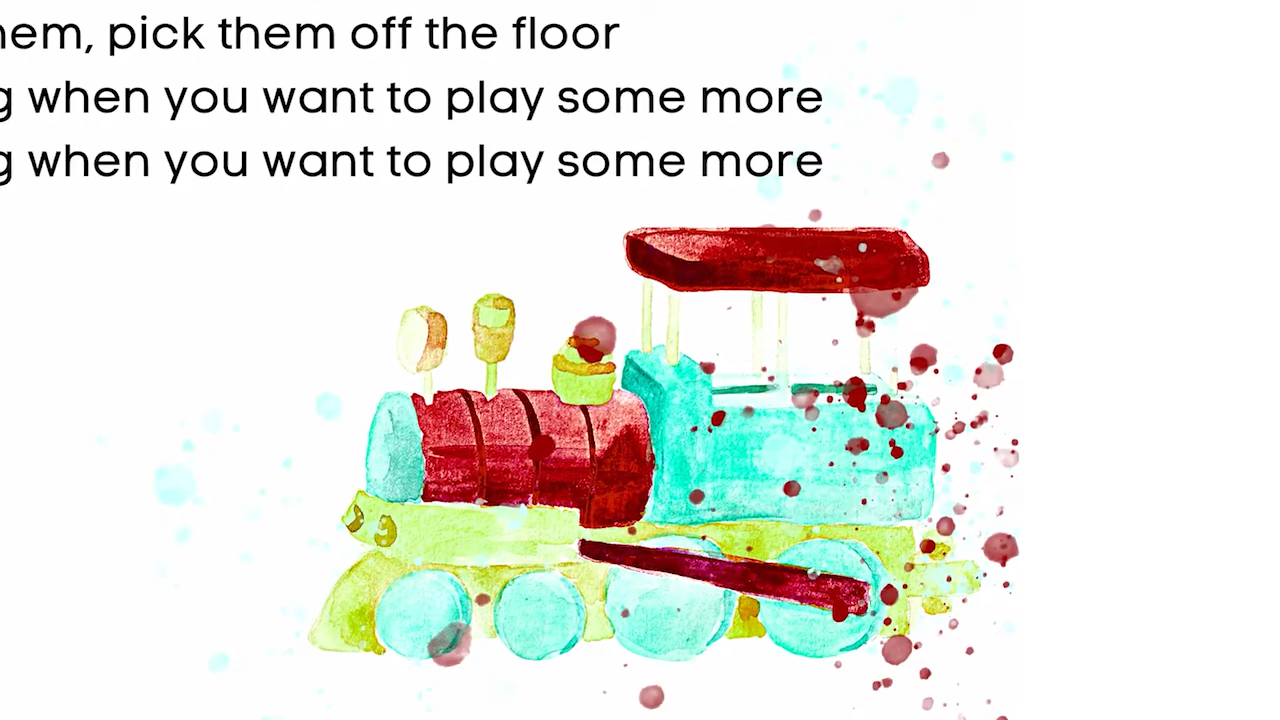 pick them off the floor
when you want to play some more
when you want to play some more